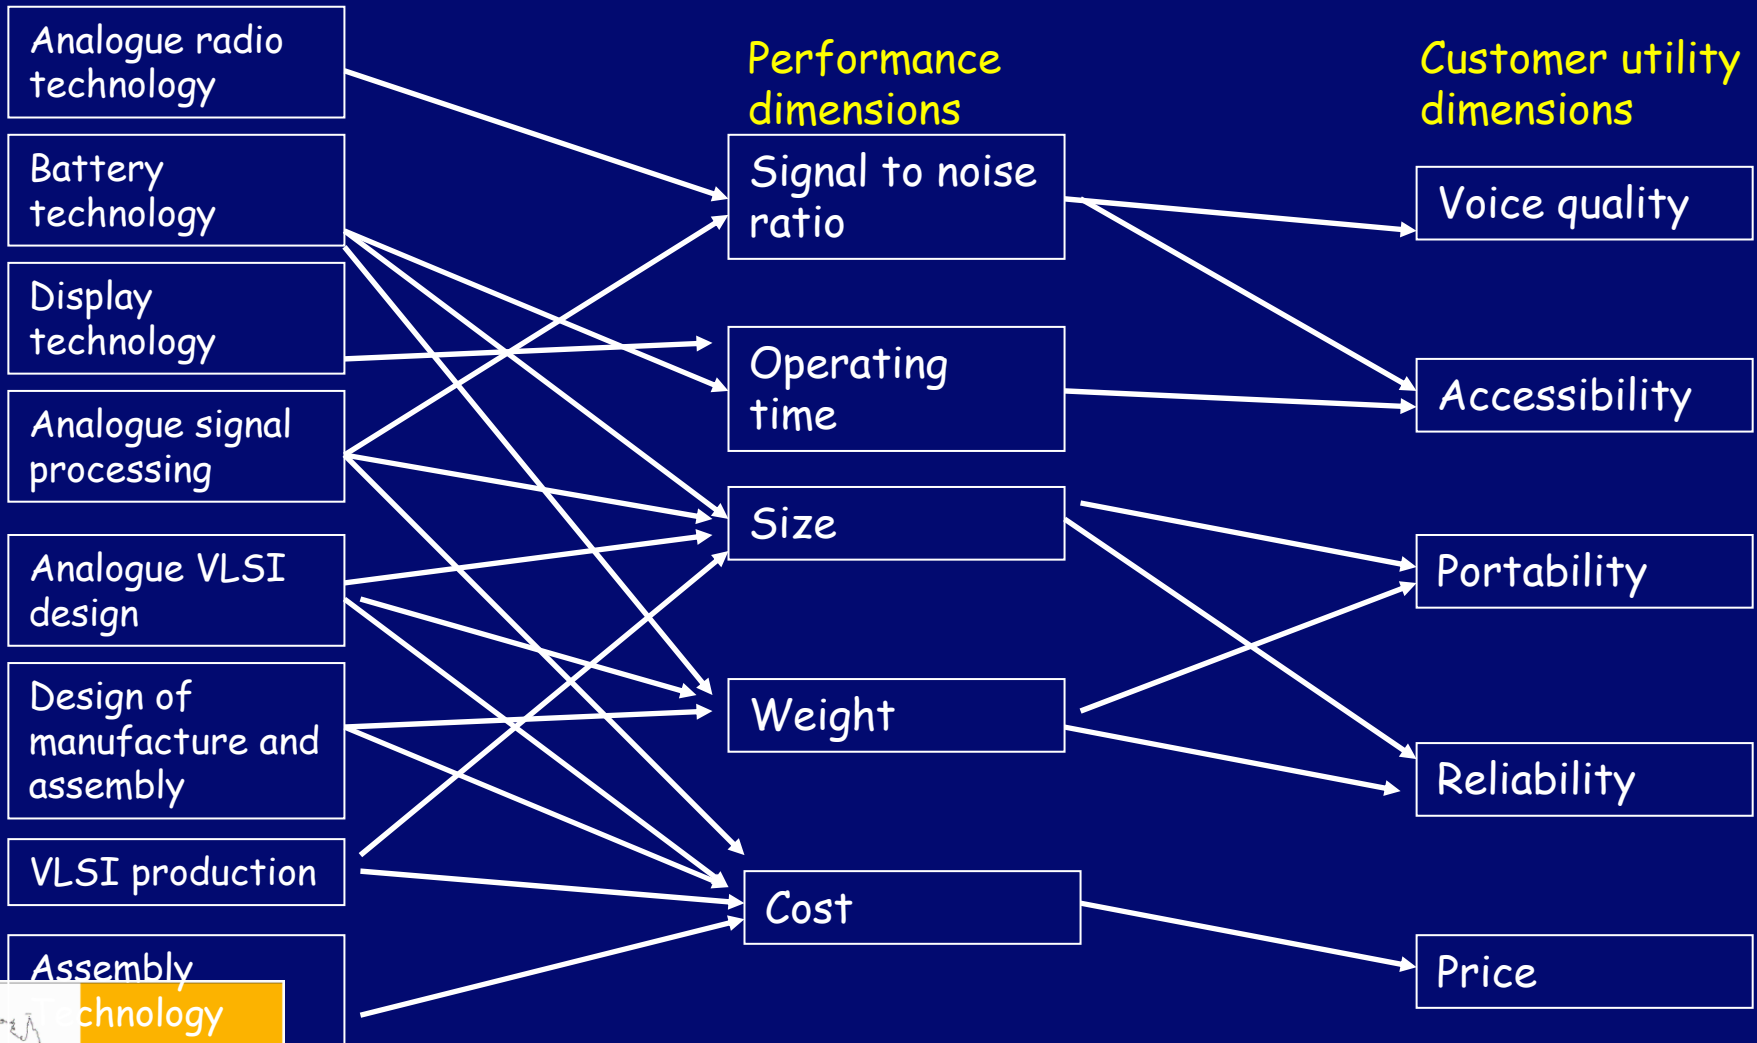 Analogue radio
technology
Battery
technology
Display
technology
Analogue signal
processing
Analogue VLSI
design
Design of
manufacture and
assembly
VLSI production
Assembly
Technology
Performance
dimensions
Signal to noise
ratio
Operating
time
Size
Weight
Cost
Customer utility
dimensions
Voice quality
Accessibility
Portability
Reliability
Price